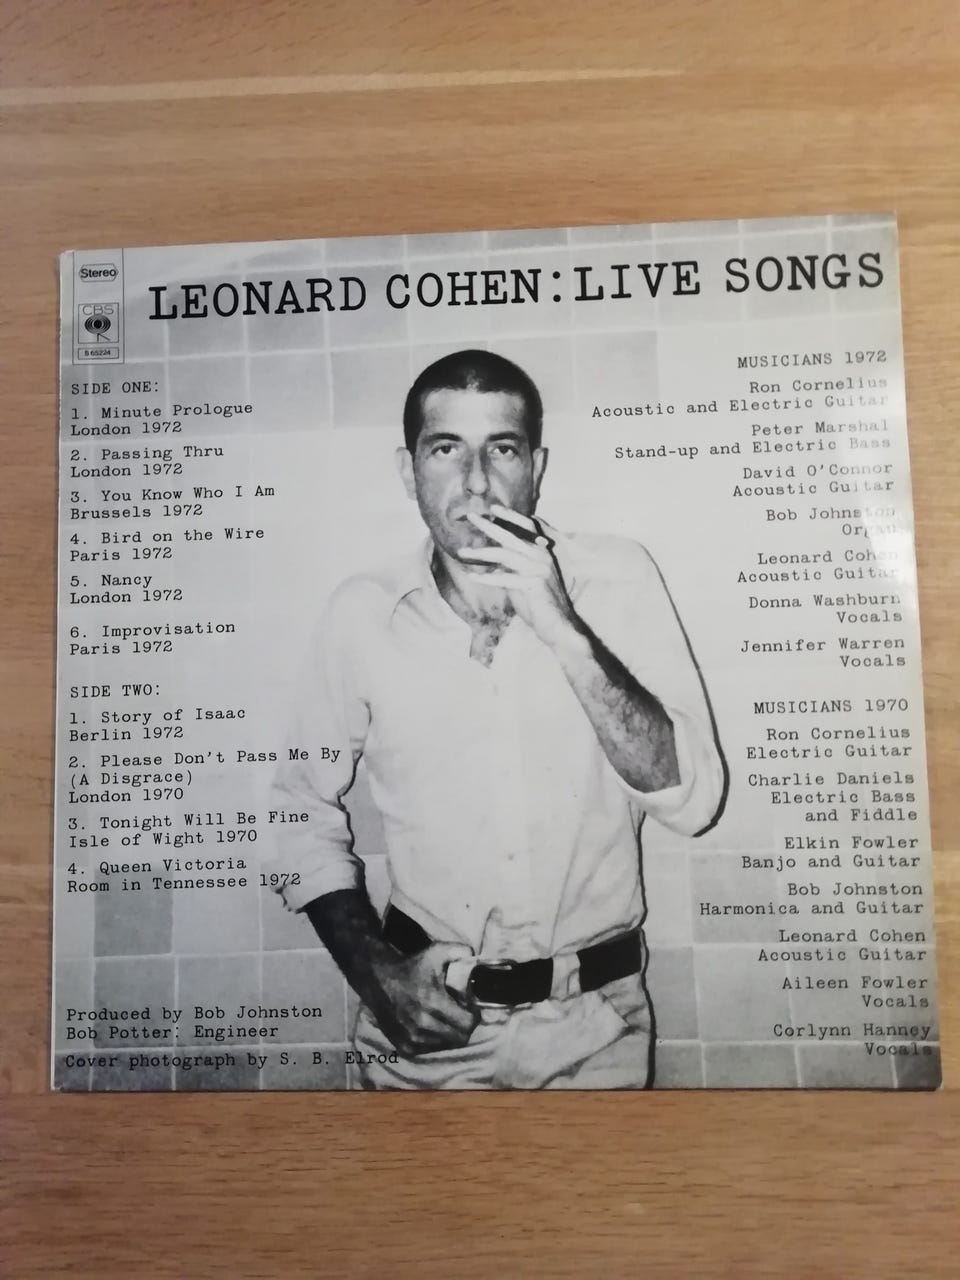 Stereo
LEONARD COHEN:LIVE SONGS
CBS
S 65224
SIDE ONE:
1. Minute Prologue
London 1972
2. Passing Thru
London 1972
3. You Know Who I Am
Brussels 1972
4. Bird on the Wire
Paris 1972
5. Nancy
London 1972
6. Improvisation
Paris 1972
SIDE TWO:
1. Story of Isaac
Berlin 1972
2. Please Don't Pass Me By
(A Disgrace)
London 1970
3. Tonight Will Be Fine
Isle of Wight 1970
4. Queen Victoria
Room in Tennessee 1972
Produced by Bob Johnston
Bob Potter: Engineer
Cover photograph by S. B. Elrod
MUSICIANS 1972
Ron Cornelius
Acoustic and Electric Guitar
Peter Marshal
Stand-up and Electric Bass
David O'Connor
Acoustic Guitar
Bob Johnston
Organ
Leonard Cohen
Acoustic Guitar
Donna Washburn
Vocals
Jennifer Warren
Vocals
MUSICIANS 1970
Ron Cornelius
Electric Guitar
Charlie Daniels
Electric Bass
and Fiddle
Elkin Fowler
Banjo and Guitar
Bob Johnston
Harmonica and Guitar
Leonard Cohen
Acoustic Guitar
Aileen Fowler
Vocals
Corlynn Hanney
Vocals